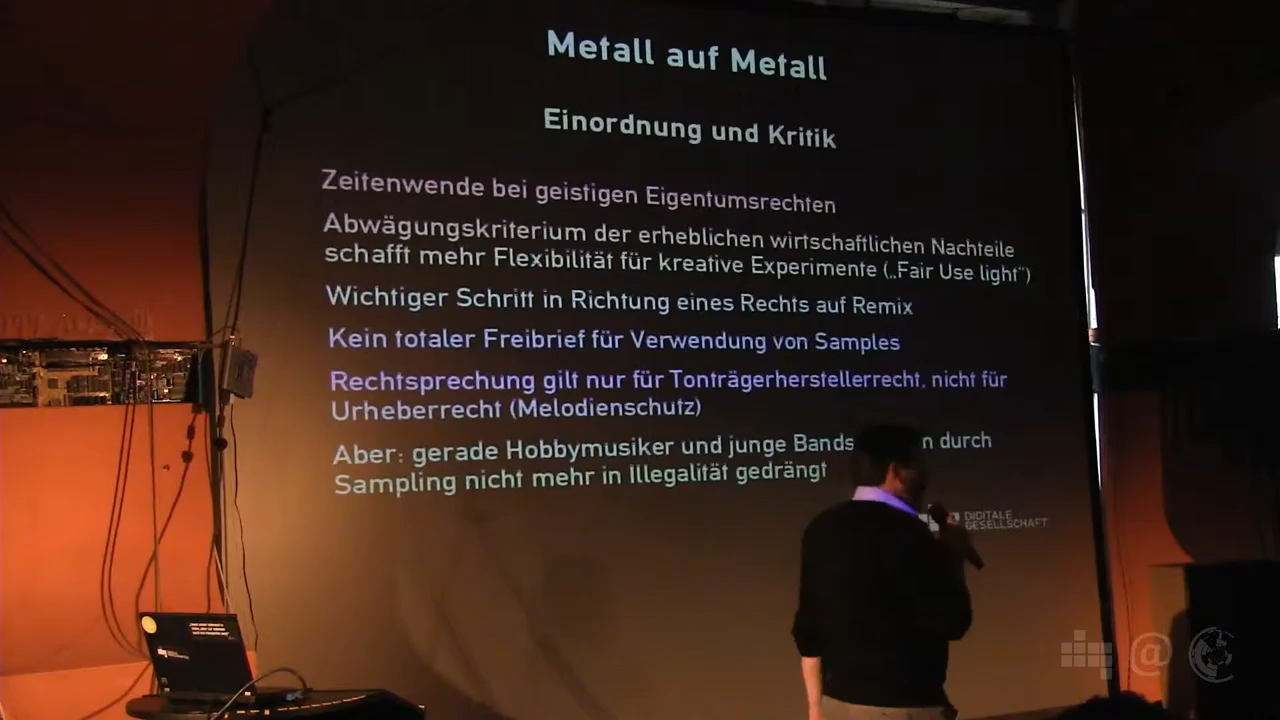 Metall auf Metall
Einordnung und Kritik
Zeitenwende bei geistigen Eigentumsrechten
Abwägungskriterium der erheblichen wirtschaftlichen Nachteile
schafft mehr Flexibilität für kreative Experimente („Fair Use light“)
Wichtiger Schritt in Richtung eines Rechts auf Remix
Kein totaler Freibrief für Verwendung von Samples
Rechtsprechung gilt nur für Tonträgerherstellerrecht, nicht für
Urheberrecht (Melodienschutz)
Aber: gerade Hobbymusiker und junge Bands durch
Sampling nicht mehr in Illegalität gedrängt
DIGITALE
GESELLSCHAFT
@